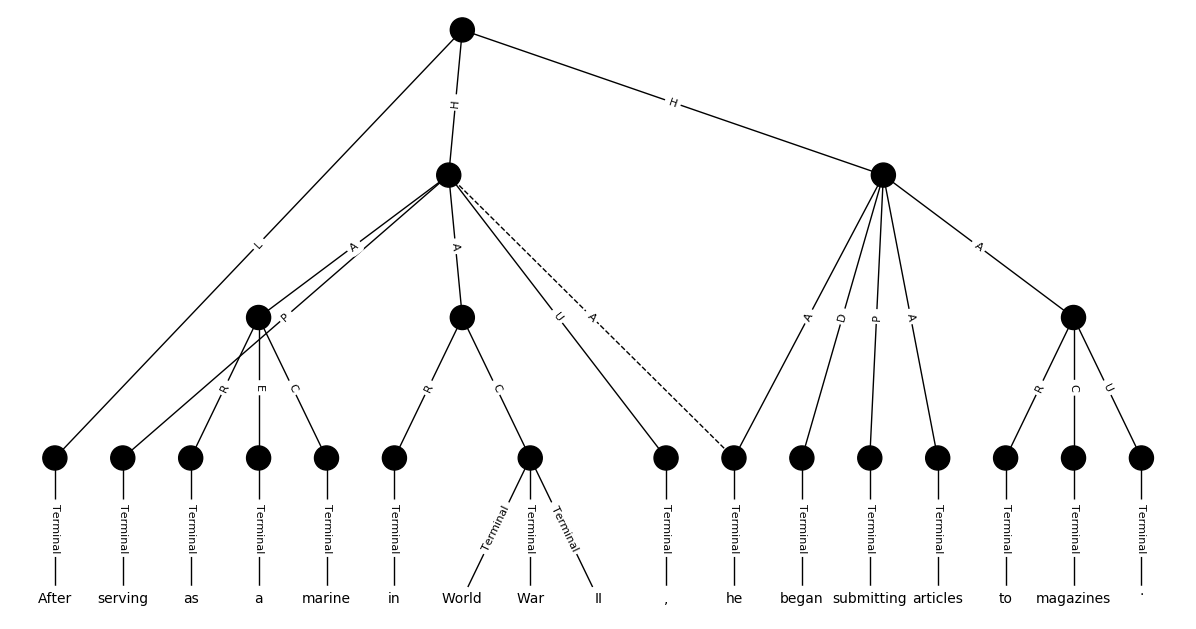 H
H
L
A
P
A
U
A
A
D
P
A
A
R
E
C
R
C
R
C
U
Terminal Terminal Terminal Terminal Terminal Terminal Terminal Terminal Terminal Terminal Terminal Terminal Terminal Terminal Terminal Terminal Terminal
After serving as a marine in World War II , he began submitting articles to magazines .